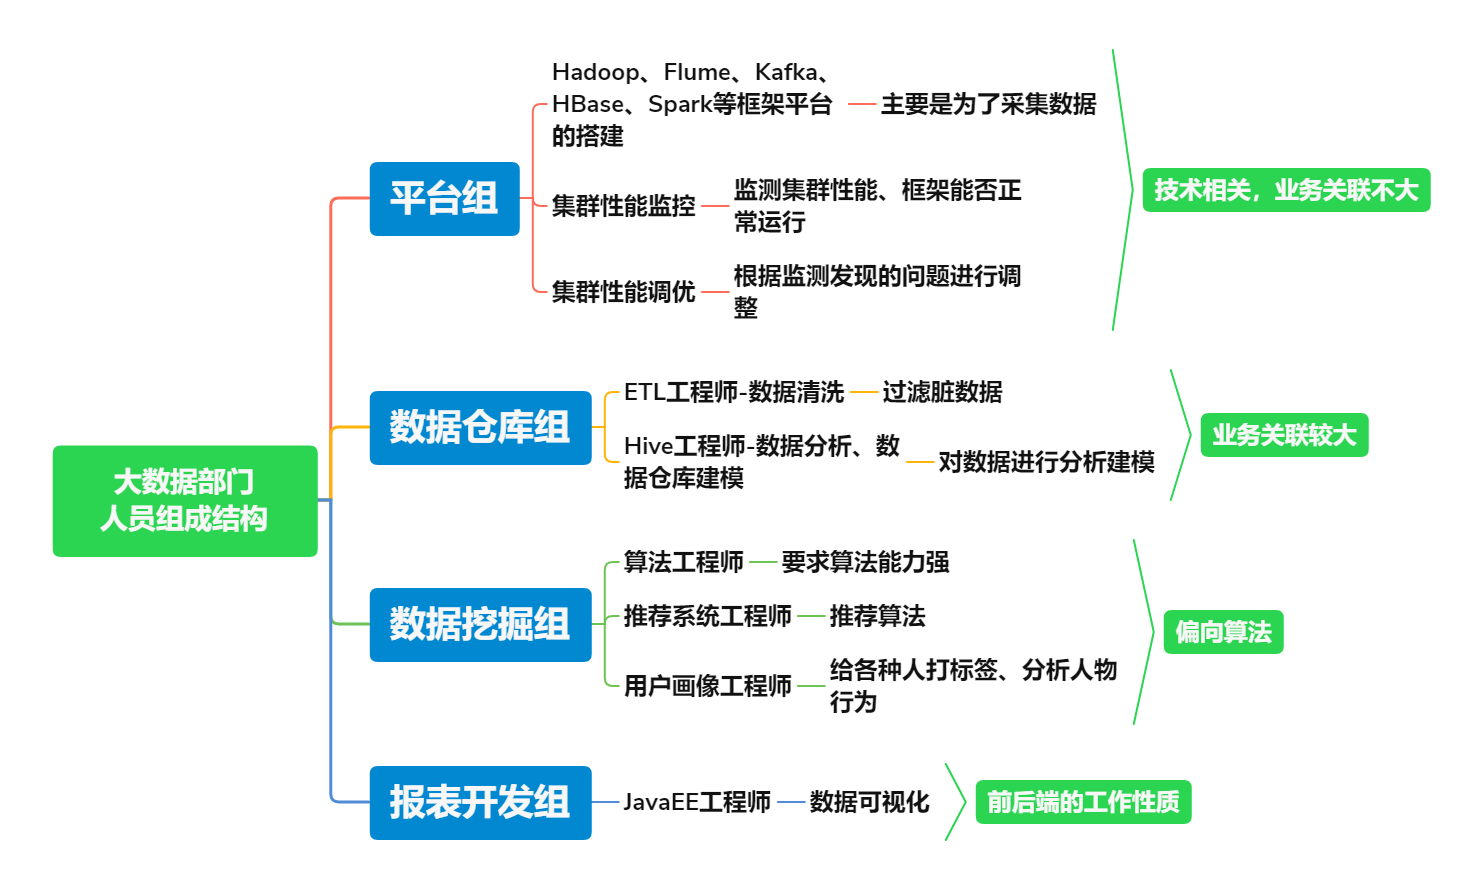 大数据部门
人员组成结构
平台组
Hadoop、Flume、Kafka、
HBase、Spark等框架平台
的搭建
主要是为了采集数据
集群性能监控
监测集群性能、框架能否正
常运行
集群性能调优
根据监测发现的问题进行调
整
技术相关，业务关联不大
数据仓库组
ETL工程师-数据清洗
过滤脏数据
Hive工程师-数据分析、数
据仓库建模
对数据进行分析建模
业务关联较大
数据挖掘组
算法工程师
要求算法能力强
推荐系统工程师
推荐算法
用户画像工程师
给各种人打标签、分析人物
行为
偏向算法
报表开发组
JavaEE工程师
数据可视化
前后端的工作性质